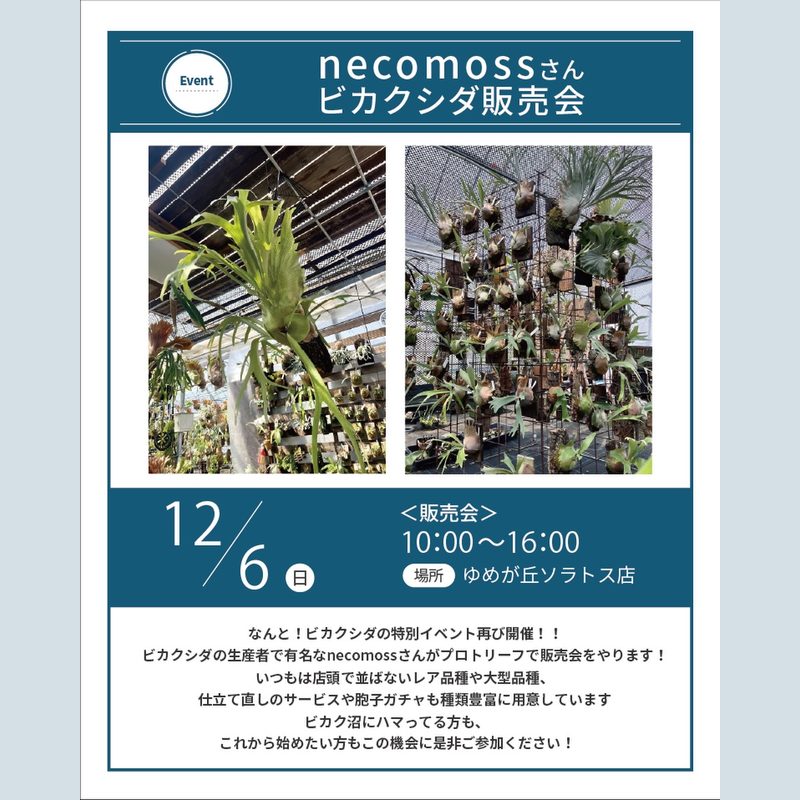 Event
necomossさん
ビカクシダ販売会
12/6 日
＜販売会＞
10:00～16:00
場所 ゆめが丘ソラトス店
なんと！ビカクシダの特別イベント再び開催！！
ビカクシダの生産者で有名なnecomossさんがプロトリーフで販売会をやります！
いつもは店頭で並ばないレア品種や大型品種、
仕立て直しのサービスや胞子ガチャも種類豊富に用意しています
ビカク沼にハマってる方も、
これから始めたい方もこの機会に是非ご参加ください！